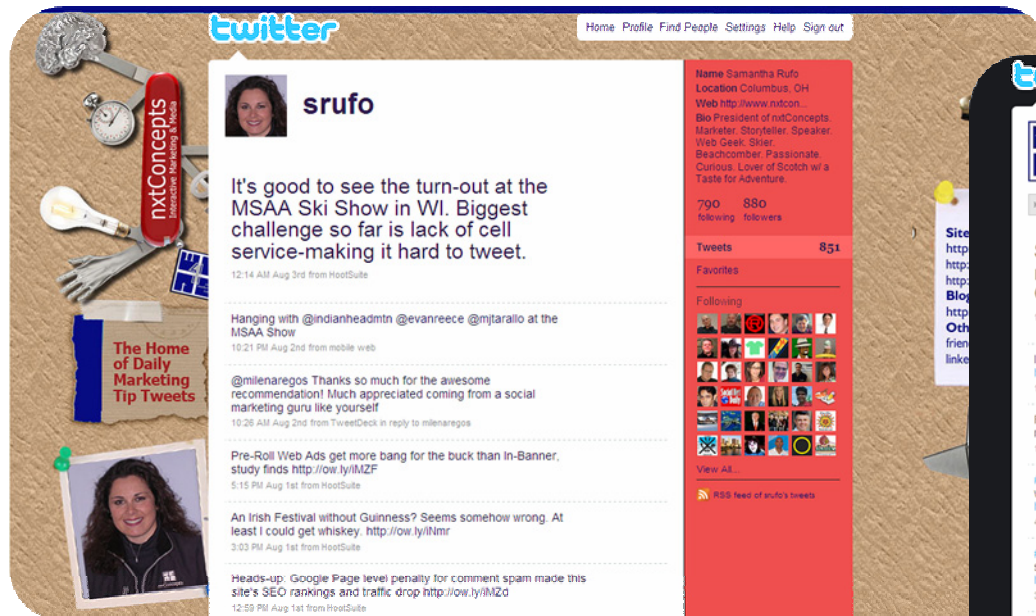 twitter
Home Profile Find People Settings Help Sign out
srufo
It's good to see the turn-out at the
MSAA Ski Show in WI. Biggest
challenge so far is lack of cell
service-making it hard to tweet.
12:14 AM Aug 3rd from HootSuite
Hanging with @indianheadmtn @evanreece @mjtarallo at the
MSAA Show
10:21 PM Aug 2nd from mobile web
@milenaregos Thanks so much for the awesome
recommendation! Much appreciated coming from a social
marketing guru like yourself
10:26 AM Aug 2nd from TweetDeck in reply to milenaregos
Pre-Roll Web Ads get more bang for the buck than In-Banner,
study finds http://ow.ly/iMZF
5:15 PM Aug 1st from HootSuite
An Irish Festival without Guinness? Seems somehow wrong. At
least I could get whiskey. http://ow.ly/iNmr
3:03 PM Aug 1st from HootSuite
Heads-up: Google Page level penalty for comment spam made this
site's SEO rankings and traffic drop http://ow.ly/iMZd
12:59 PM Aug 1st from HootSuite
Name Samantha Rufo
Location Columbus, OH
Web http://www.nxtcon...
Bio President of nxtConcepts.
Marketer. Storyteller. Speaker.
Web Geek. Skier.
Beachcomber. Passionate.
Curious. Lover of Scotch w/ a
Taste for Adventure.
790 880
following followers
Tweets 851
Favorites
Following
View All...
RSS feed of srufo's tweets
nxtConcepts
Interactive Marketing & Media
The Home
of Daily
Marketing
Tip Tweets
Site
http
http:
http:
Blog
http
Oth
frien
linke